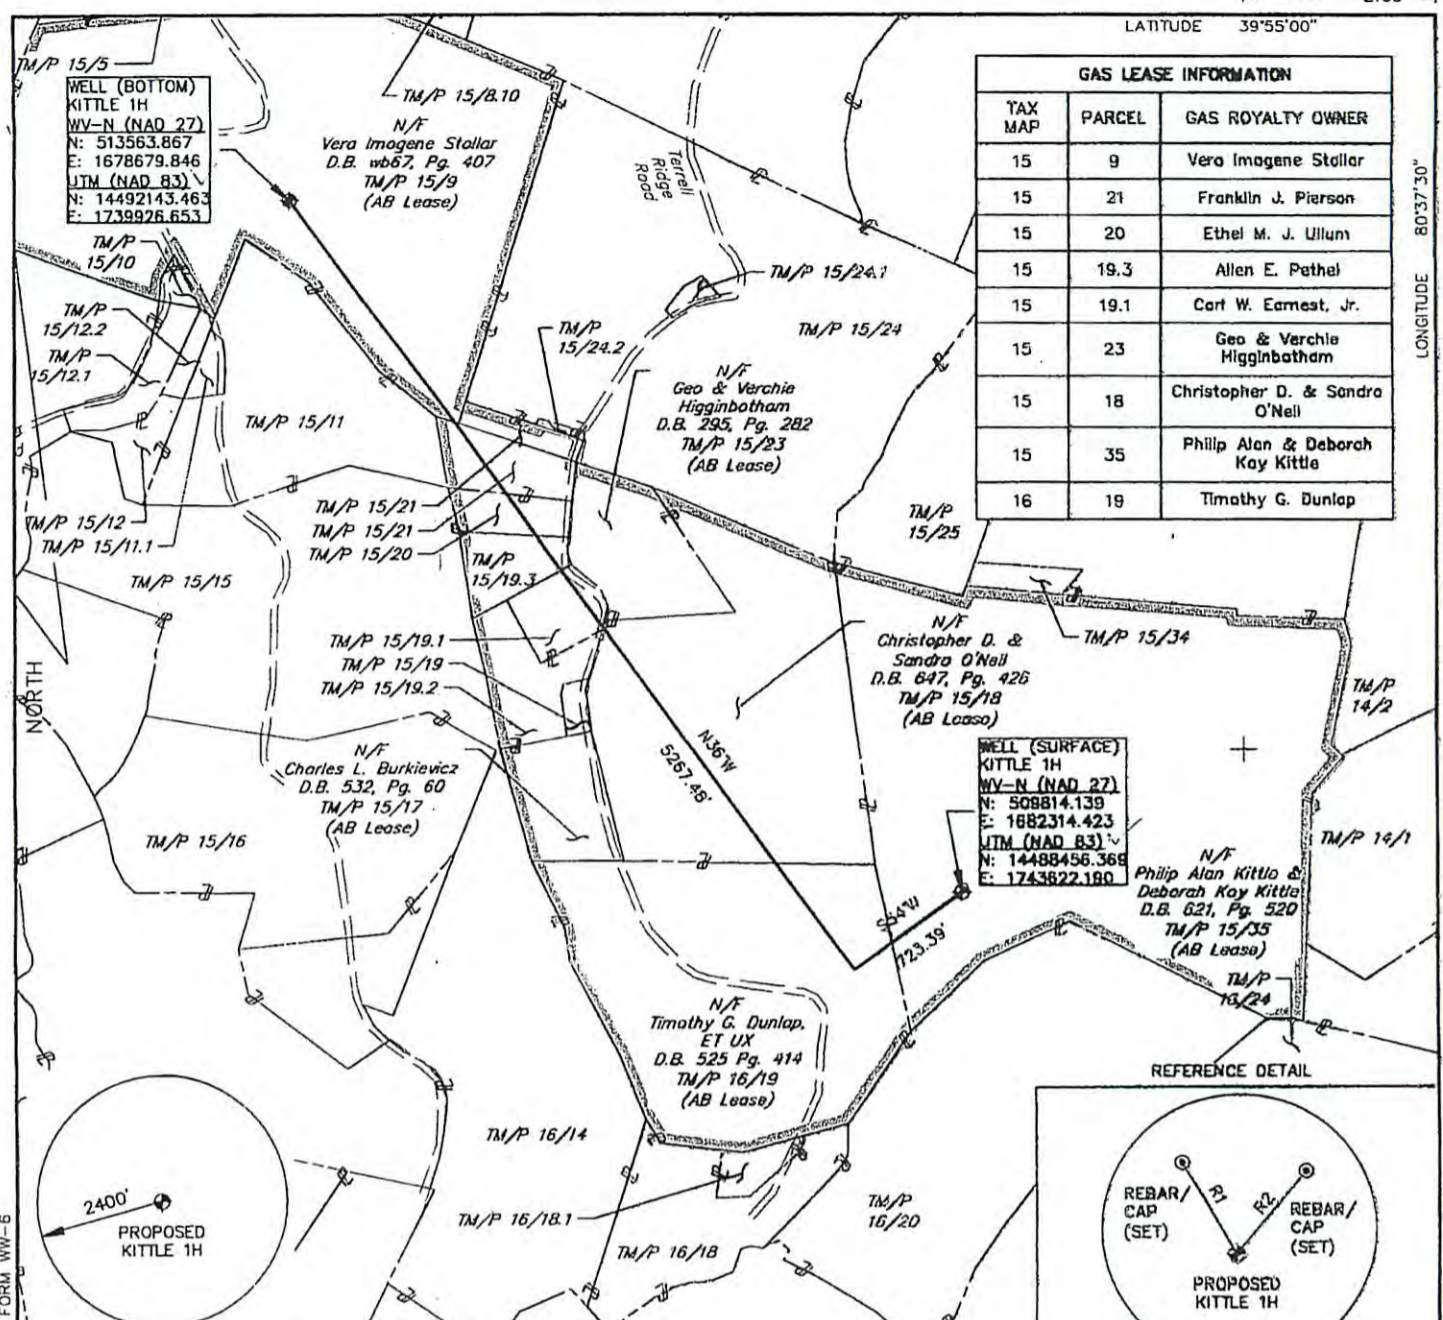 LATITUDE 39°55'00"
TM/P 15/5
WELL (BOTTOM)
KITTLE 1H
WV-N (NAD 27)
N: 513563.867
E: 1678679.846
UTM (NAD 83)
N: 14492143.463
E: 1739926.653
TM/P 15/8.10
N/F
Vera Imogene Stollar
D.B. wb67, Pg. 407
TM/P 15/9
(AB Lease)
Terrell
Ridge
Road
GAS LEASE INFORMATION
TAX MAP PARCEL GAS ROYALTY OWNER
15 9 Vera Imogene Stollar
15 21 Franklin J. Pierson
15 20 Ethel M. J. Ullum
15 19.3 Allen E. Pethel
15 19.1 Carl W. Earnest, Jr.
15 23 Geo & Verchie Higginbotham
15 18 Christopher D. & Sandra O'Neil
15 35 Philip Alan & Deborah Kay Kittle
16 19 Timothy G. Dunlap
LONGITUDE 80°37'30"
TM/P
15/10
TM/P
15/12.2
TM/P
15/12.1
TM/P 15/11
TM/P 15/24.1
TM/P
15/24.2
TM/P 15/24
N/F
Geo & Verchie
Higginbotham
D.B. 295, Pg. 282
TM/P 15/23
(AB Lease)
TM/P 15/12
TM/P 15/11.1
TM/P 15/15
TM/P 15/21
TM/P 15/21
TM/P 15/20
TM/P
15/19.3
TM/P
15/25
TM/P 15/19.1
TM/P 15/19
TM/P 15/19.2
N/F
Christopher D. &
Sandra O'Neil
D.B. 647, Pg. 426
TM/P 15/18
(AB Lease)
TM/P 15/34
TM/P
14/2
NORTH
N36°W
5267.48'
N/F
Charles L. Burkievicz
D.B. 532, Pg. 60
TM/P 15/17
(AB Lease)
TM/P 15/16
WELL (SURFACE)
KITTLE 1H
WV-N (NAD 27)
N: 509814.139
E: 1682314.423
UTM (NAD 83)
N: 14488456.369
E: 1743622.190
TM/P 14/1
N/F
Philip Alan Kittle &
Deborah Kay Kittle
D.B. 621, Pg. 520
TM/P 15/35
(AB Lease)
S54°W
723.39'
TM/P
16/24
N/F
Timothy G. Dunlap,
ET UX
D.B. 525 Pg. 414
TM/P 16/19
(AB Lease)
TM/P 16/14
TM/P 16/18.1
TM/P 16/18
TM/P
16/20
2400'
PROPOSED
KITTLE 1H
FORM WW-6
REFERENCE DETAIL
REBAR/
CAP
(SET)
R1
R2
REBAR/
CAP
(SET)
PROPOSED
KITTLE 1H